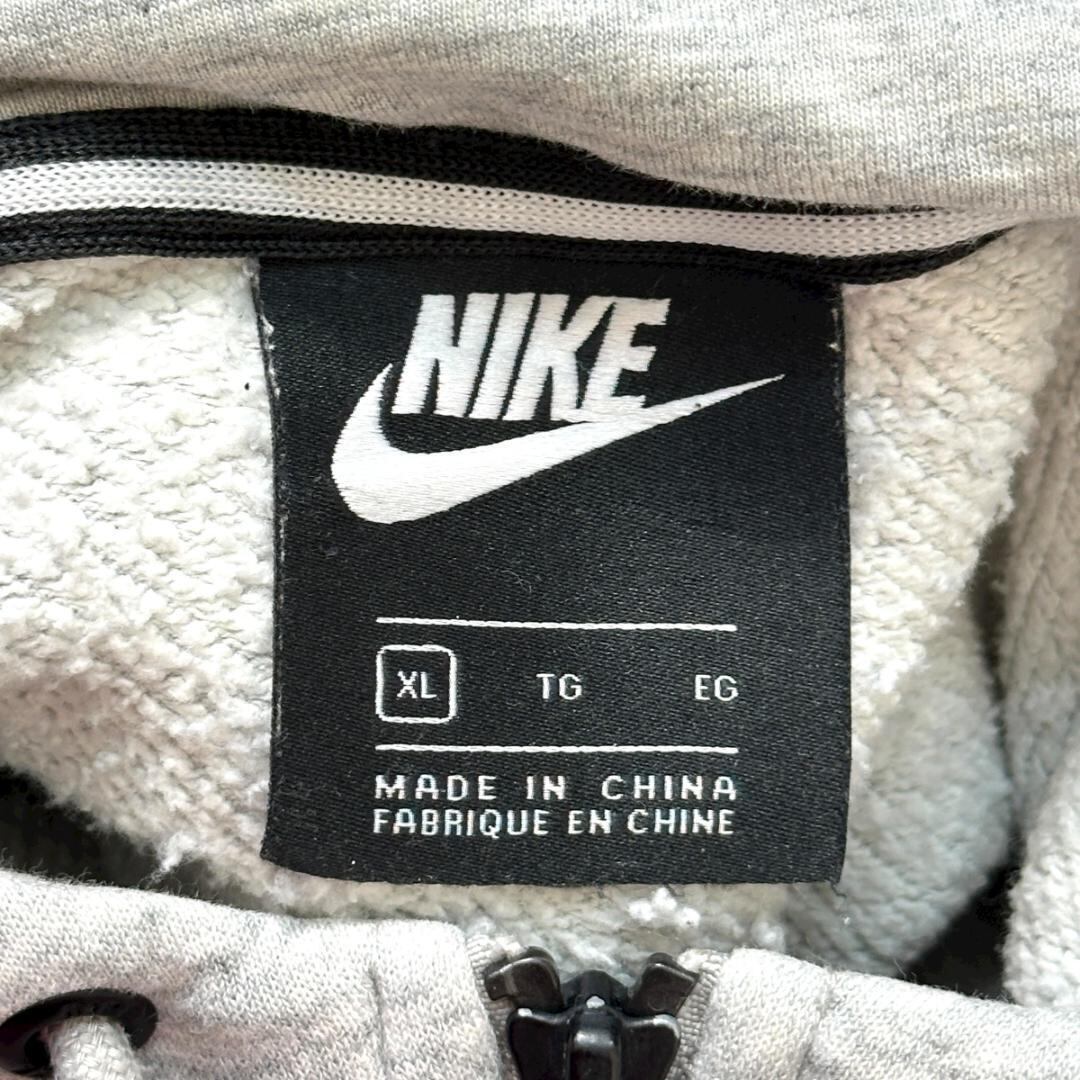 NIKE
XL TG EG
MADE IN CHINA
FABRIQUE EN CHINE